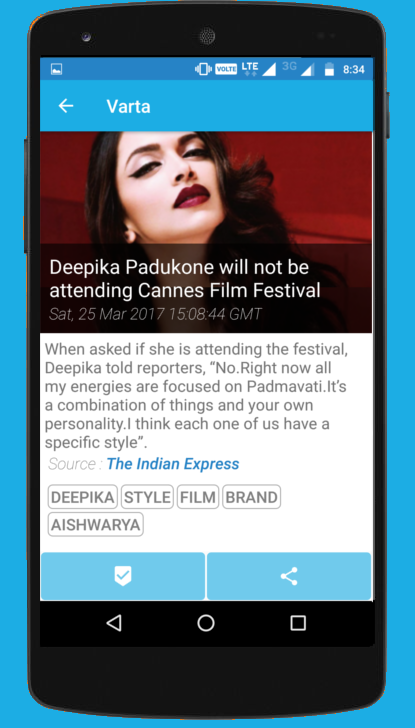 VOLTE LTE 3G 8:34
Varta
Deepika Padukone will not be
attending Cannes Film Festival
Sat, 25 Mar 2017 15:08:44 GMT
When asked if she is attending the festival,
Deepika told reporters, “No.Right now all
my energies are focused on Padmavati.It’s
a combination of things and your own
personality.I think each one of us have a
specific style”.
Source : The Indian Express
DEEPIKA STYLE FILM BRAND
AISHWARYA